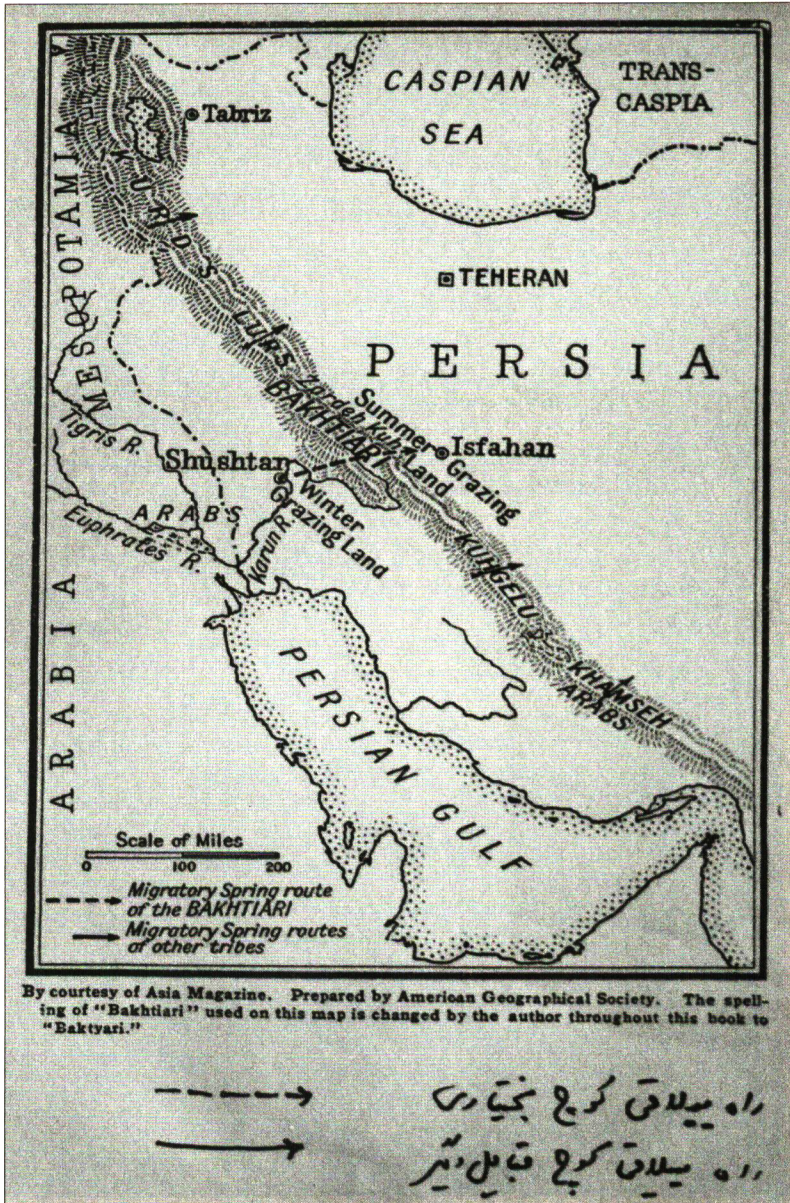 CASPIAN
SEA
TRANS-
CASPIA
Tabriz
MESOPOTAMIA
KURDS
TEHERAN
PERSIA
LURS
Zardeh Kuh
BAKHTIARI
Summer Grazing
Land
Isfahan
Shushtar
Winter
Grazing Land
Tigris R.
ARABS
Euphrates R.
Karun R.
KUHGELU
KHAMSEH
ARABS
ARABIA
PERSIAN GULF
Scale of Miles
0 100 200
Migratory Spring route
of the BAKHTIARI
Migratory Spring routes
of other tribes
By courtesy of Asia Magazine. Prepared by American Geographical Society. The spell-
ing of "Bakhtiari" used on this map is changed by the author throughout this book to
"Baktyari."
راه ییلاقی کوچ بختیاری
راه ییلاقی کوچ قبایل دیگر